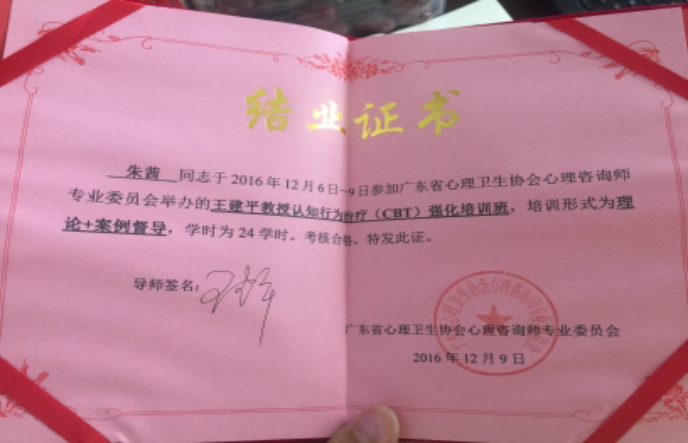 结业证书
朱茜 同志于2016年12月6日~9日参加广东省心理卫生协会心理咨询师
专业委员会举办的王建平教授认知行为治疗（CBT）强化培训班，培训形式为理
论+案例督导，学时为24学时。考核合格，特发此证。
导师签名：
广东省心理卫生协会心理咨询师专业委员会
2016年12月9日